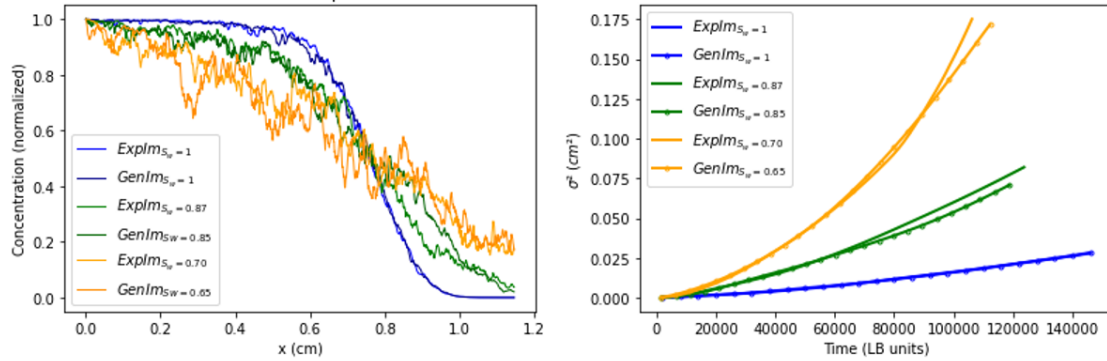 1.0
0.8
0.6
0.4
0.2
0.0
Concentration (normalized)
ExpIm_{S_w=1}
GenIm_{S_w=1}
ExpIm_{S_w=0.87}
GenIm_{SW=0.85}
ExpIm_{S_w=0.70}
GenIm_{SW=0.65}
0.0 0.2 0.4 0.6 0.8 1.0 1.2
x (cm)
0.175
0.150
0.125
0.100
0.075
0.050
0.025
0.000
σ² (cm²)
ExpIm_{S_w=1}
GenIm_{S_w=1}
ExpIm_{S_w=0.87}
GenIm_{S_w=0.85}
ExpIm_{S_w=0.70}
GenIm_{S_w=0.65}
0 20000 40000 60000 80000 100000 120000 140000
Time (LB units)